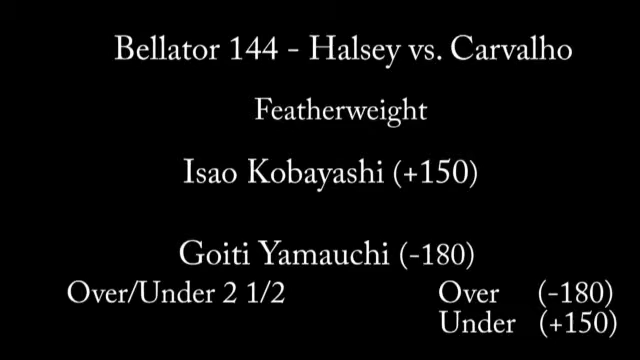 Bellator 144 - Halsey vs. Carvalho
Featherweight
Isao Kobayashi (+150)
Goiti Yamauchi (-180)
Over/Under 2 1/2 Over (-180)
Under (+150)